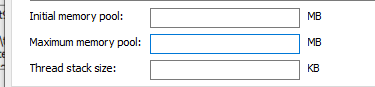 Initial memory pool: MB
Maximum memory pool: MB
Thread stack size: KB